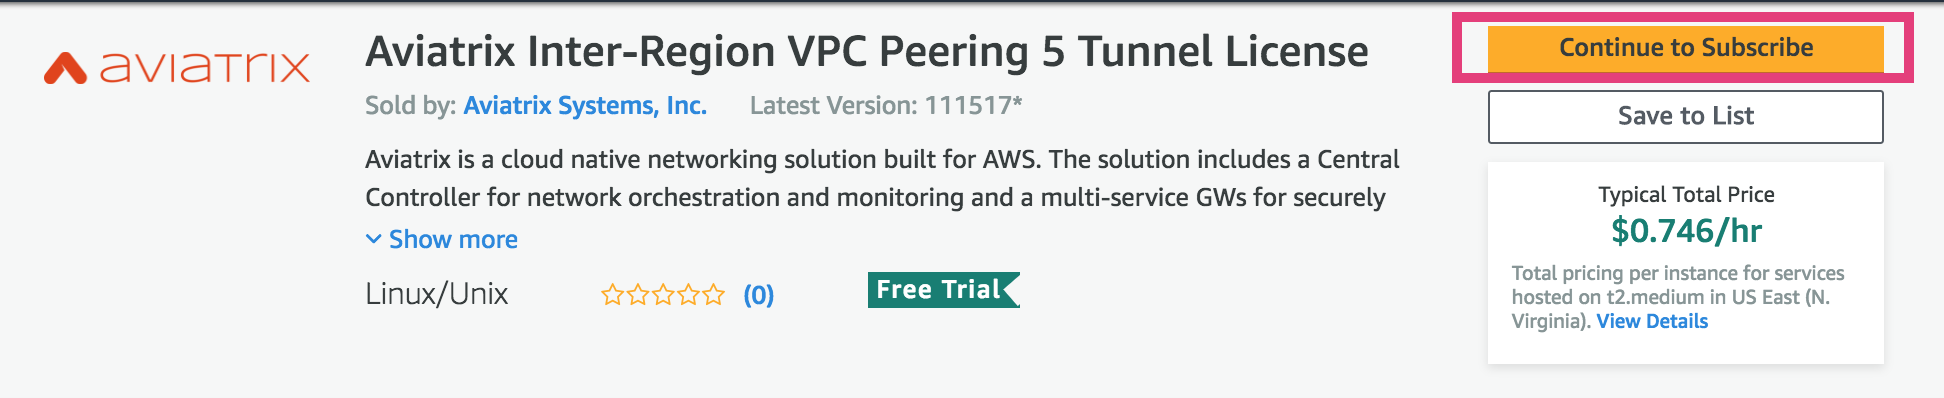 AVIATRIX
Aviatrix Inter-Region VPC Peering 5 Tunnel License
Sold by: Aviatrix Systems, Inc. Latest Version: 111517*
Aviatrix is a cloud native networking solution built for AWS. The solution includes a Central
Controller for network orchestration and monitoring and a multi-service GWs for securely
Show more
Linux/Unix (0) Free Trial
Continue to Subscribe
Save to List
Typical Total Price
$0.746/hr
Total pricing per instance for services
hosted on t2.medium in US East (N.
Virginia). View Details